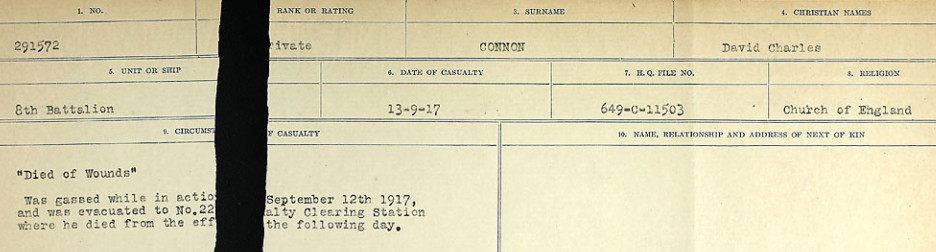 1. NO. RANK OR RATING 3. SURNAME 4. CHRISTIAN NAMES
291572 rivate CONNON David Charles
5. UNIT OR SHIP 6. DATE OF CASUALTY 7. H. Q. FILE NO. 8. RELIGION
8th Battalion 13-9-17 649-C-11503 Church of England
9. CIRCUMST F CASUALTY 10. NAME, RELATIONSHIP AND ADDRESS OF NEXT OF KIN
"Died of Wounds"
Was gassed while in actio September 12th 1917,
and was evacuated to No.22 alty Clearing Station
where he died from the eff the following day.